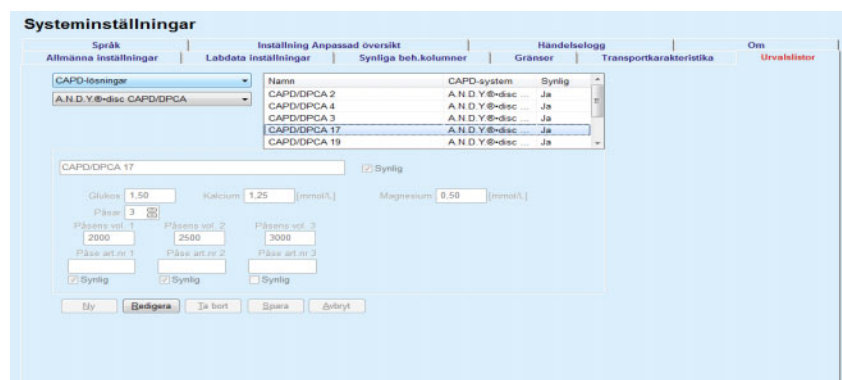 Systeminställningar
Språk Inställning Anpassad översikt Händelselogg Om
Allmänna inställningar Labdata inställningar Synliga beh.kolumner Gränser Transportkarakteristika Urvalslistor
CAPD-lösningar
A.N.D.Y.®-disc CAPD/DPCA
Namn CAPD-system Synlig
CAPD/DPCA 2 A.N.D.Y.®-disc ... Ja
CAPD/DPCA 4 A.N.D.Y.®-disc ... Ja
CAPD/DPCA 3 A.N.D.Y.®-disc ... Ja
CAPD/DPCA 17 A.N.D.Y.®-disc ... Ja
CAPD/DPCA 19 A.N.D.Y.®-disc ... Ja
CAPD/DPCA 17 Synlig
Glukos 1,50 Kalcium 1,25 [mmol/L] Magnesium 0,50 [mmol/L]
Påsar 3
Påsens vol. 1 Påsens vol. 2 Påsens vol. 3
2000 2500 3000
Påse art.nr 1 Påse art.nr 2 Påse art.nr 3
Synlig Synlig Synlig
Ny Redigera Ta bort Spara Avbryt